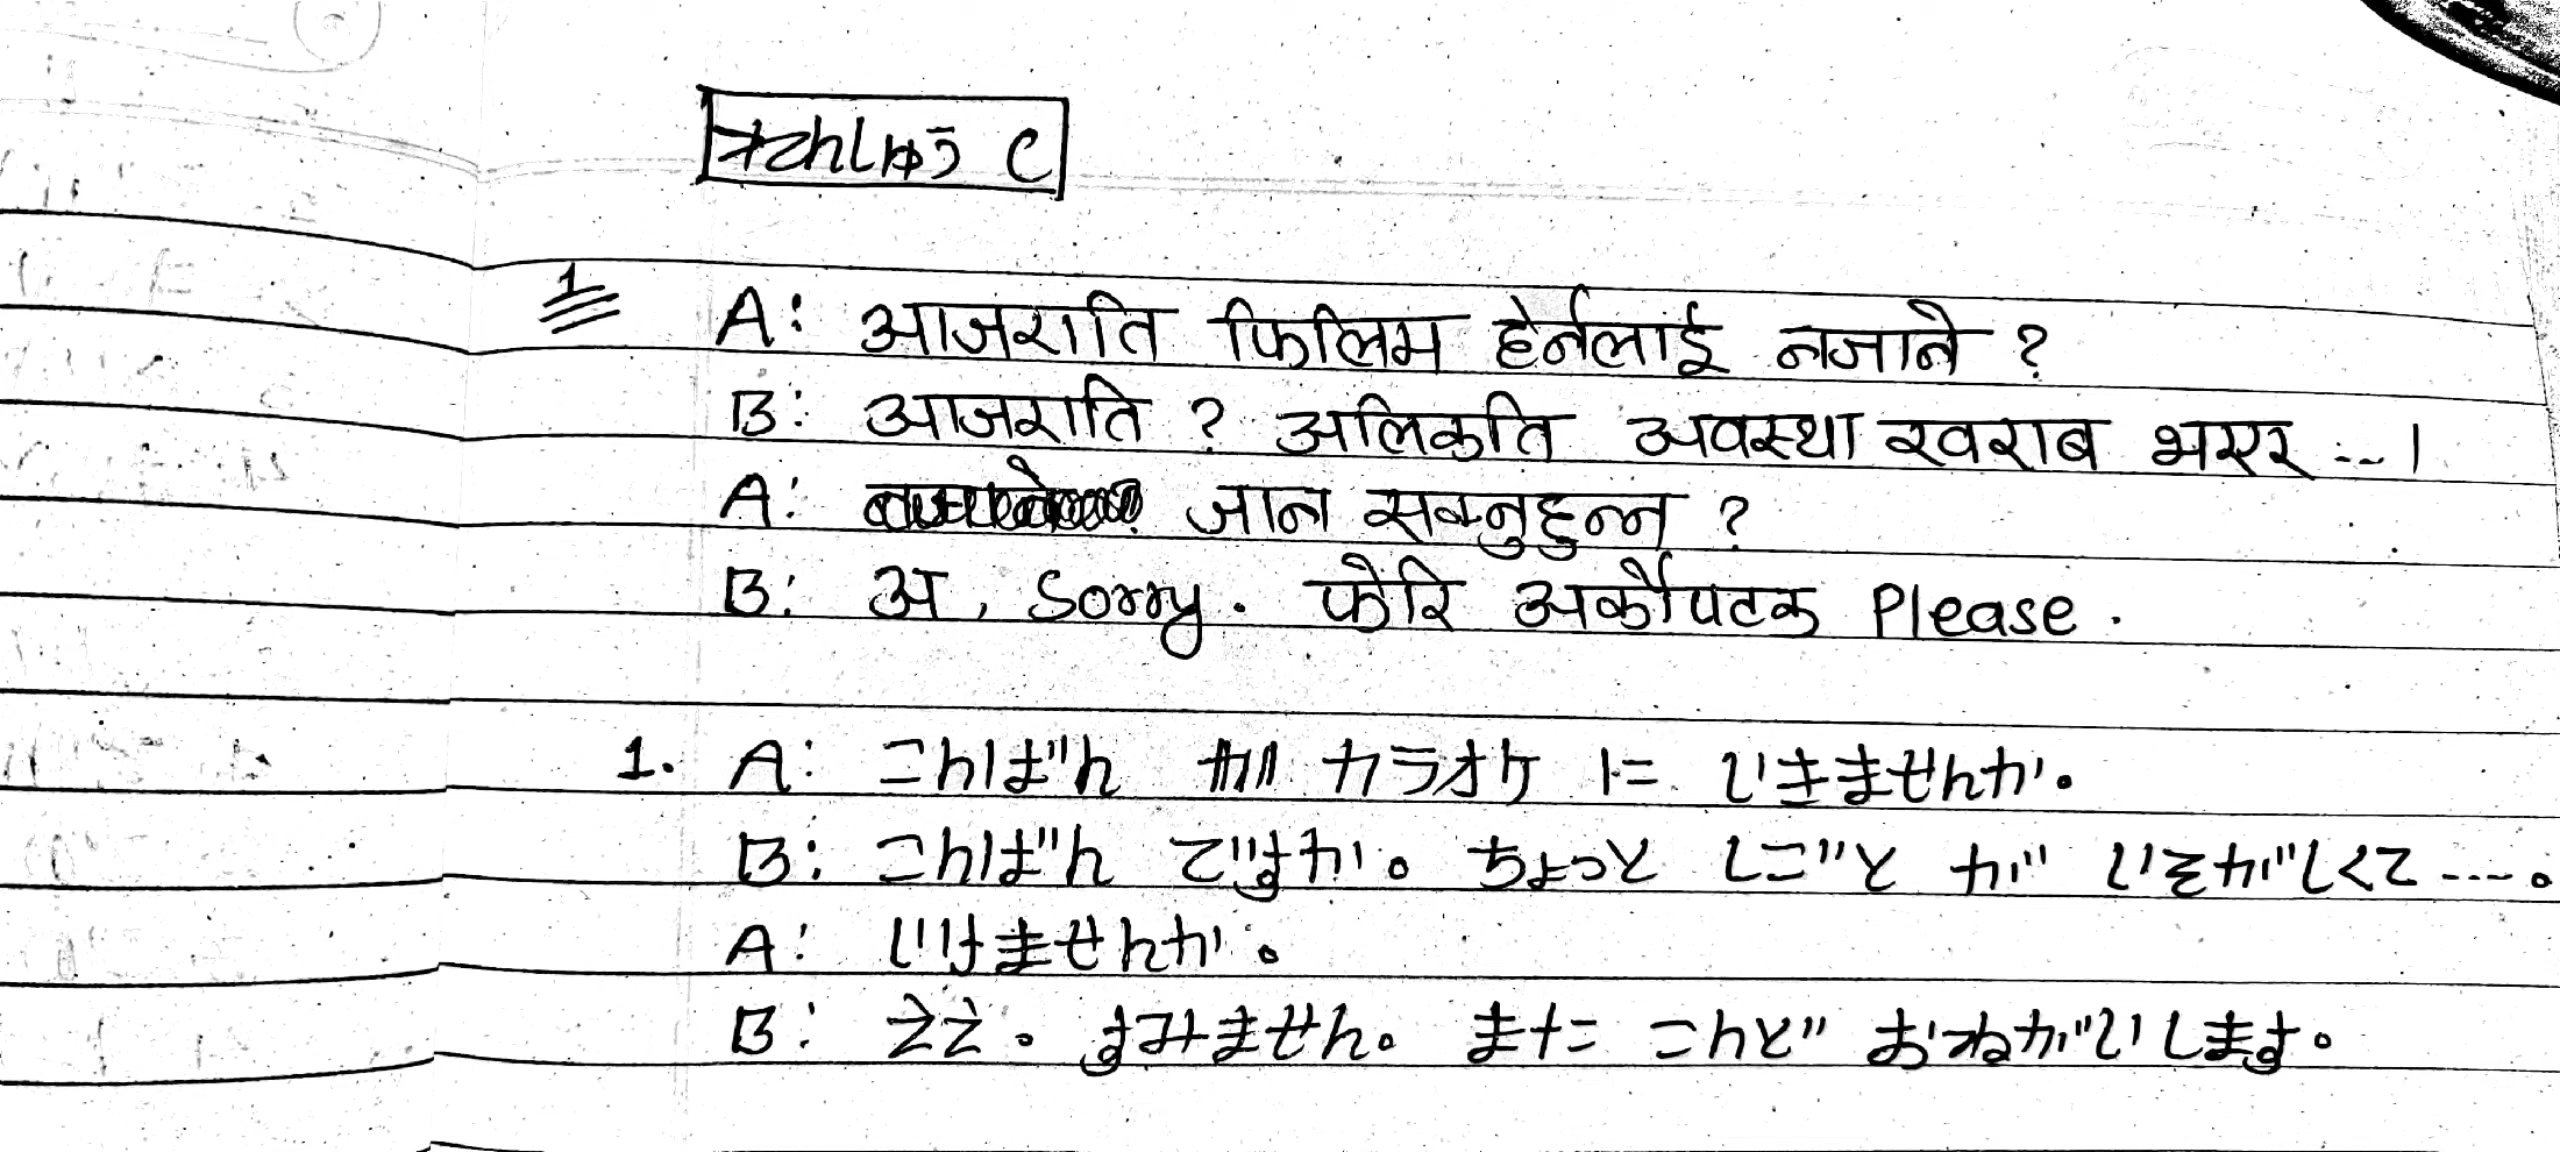 れんしゅう C
1 A: आजराति फिलिम हेर्नलाई नजाने ?
B: आजराति ? अलिकति अवस्था खराब भएर ... ।
A: जान सक्नुहुन्न ?
B: अ, Sorry. फेरि अर्कोपटक Please.
1. A: こんばん カラオケ に いきませんか。
B: こんばん ですか。 ちょっと しごと が いそがしくて ....。
A: いけませんか。
B: ええ。 すみません。 また こんど おねがいします。